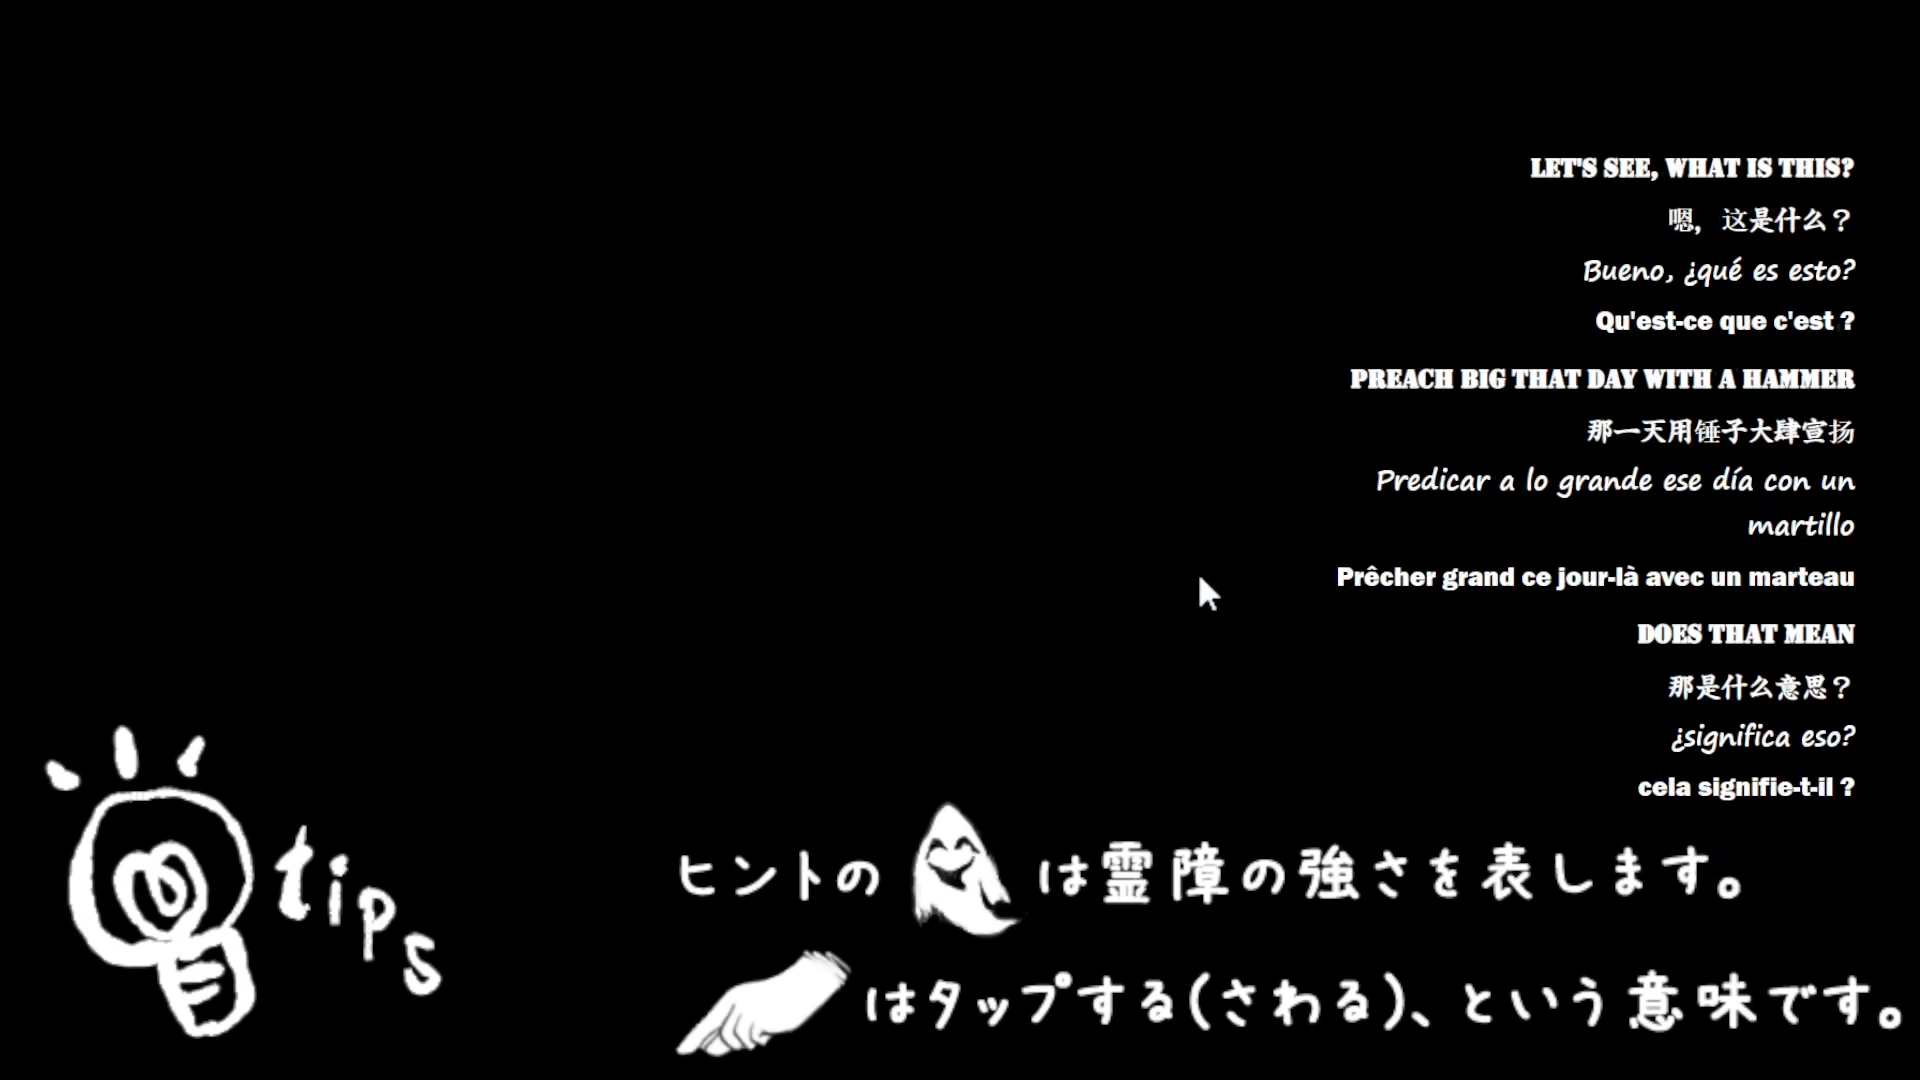 LET'S SEE, WHAT IS THIS?
嗯，这是什么？
Bueno, ¿qué es esto?
Qu'est-ce que c'est ?
PREACH BIG THAT DAY WITH A HAMMER
那一天用锤子大肆宣扬
Predicar a lo grande ese día con un
martillo
Prêcher grand ce jour-là avec un marteau
DOES THAT MEAN
那是什么意思？
¿significa eso?
cela signifie-t-il ?
tips
ヒントの は霊障の強さを表します。
はタップする(さわる)、という意味です。